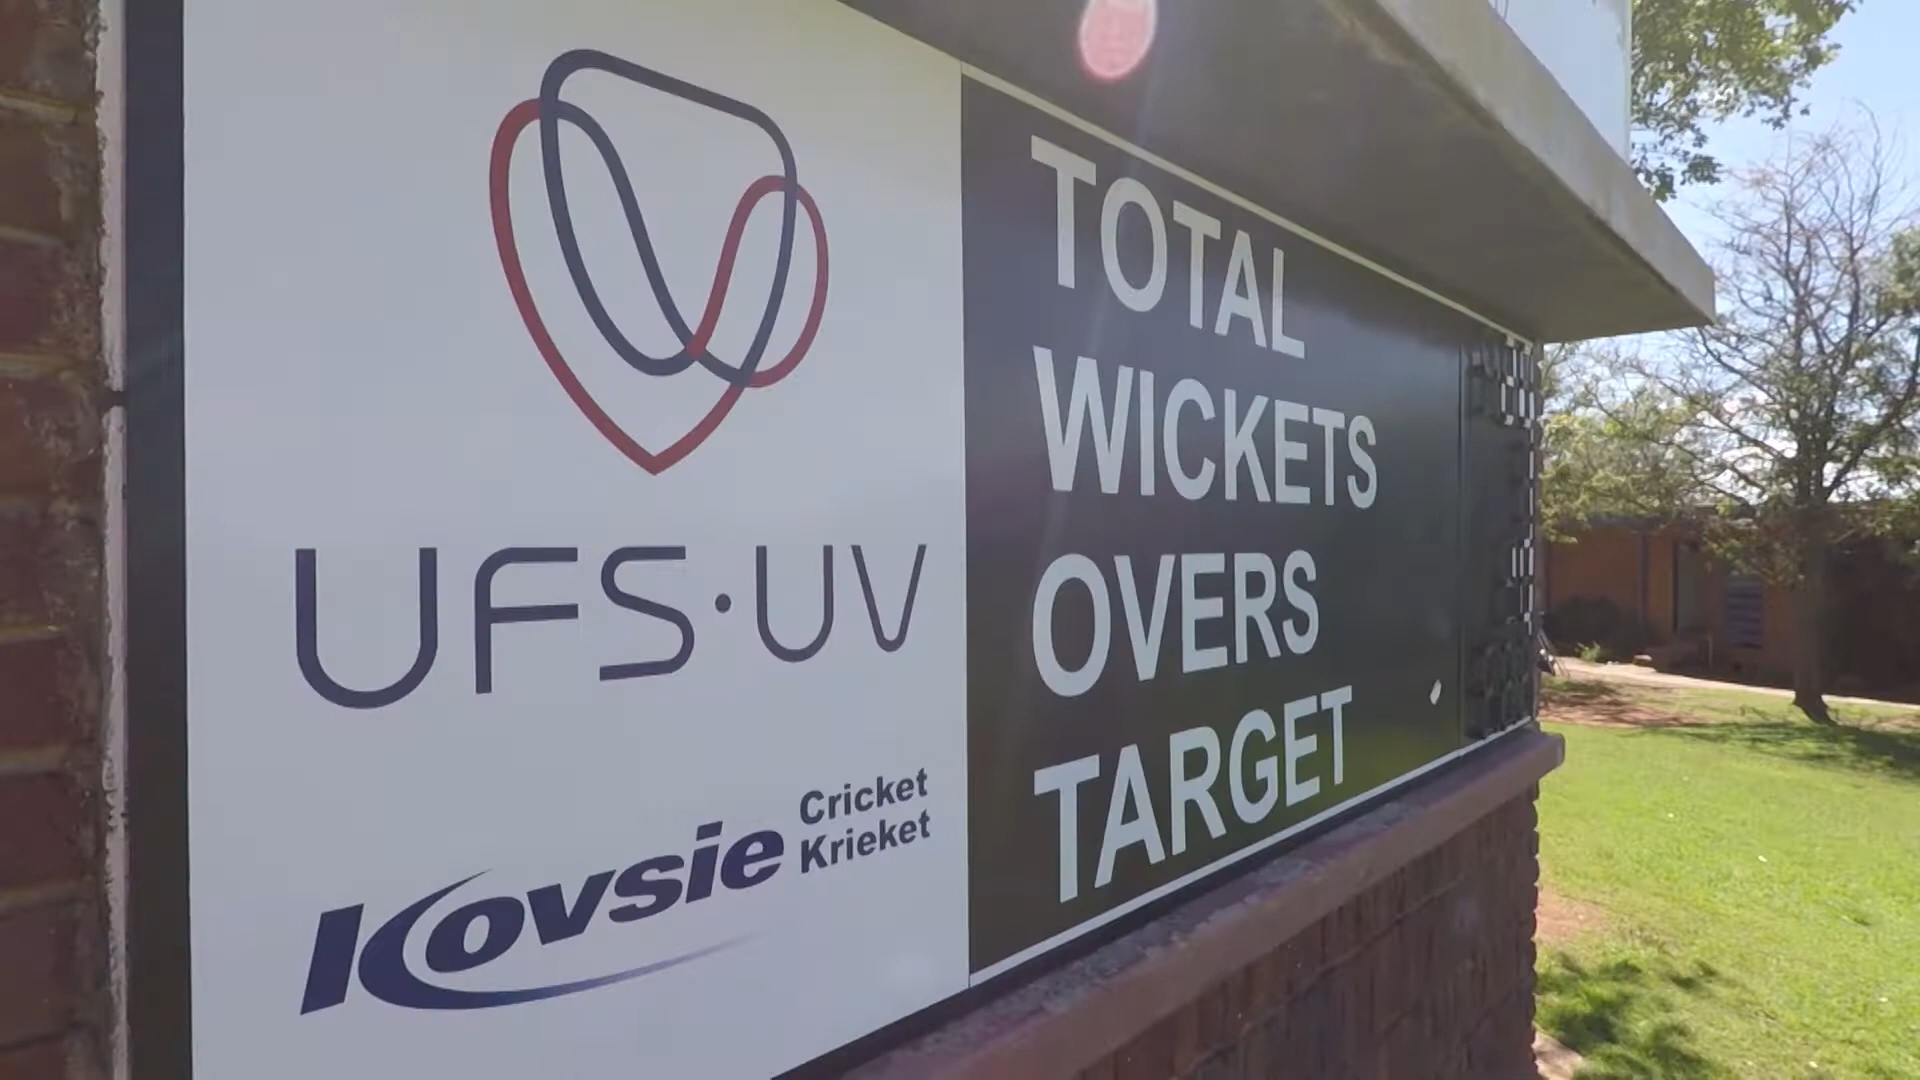 UFS·UV
Kovsie
Cricket
Krieket
TOTAL
WICKETS
OVERS
TARGET